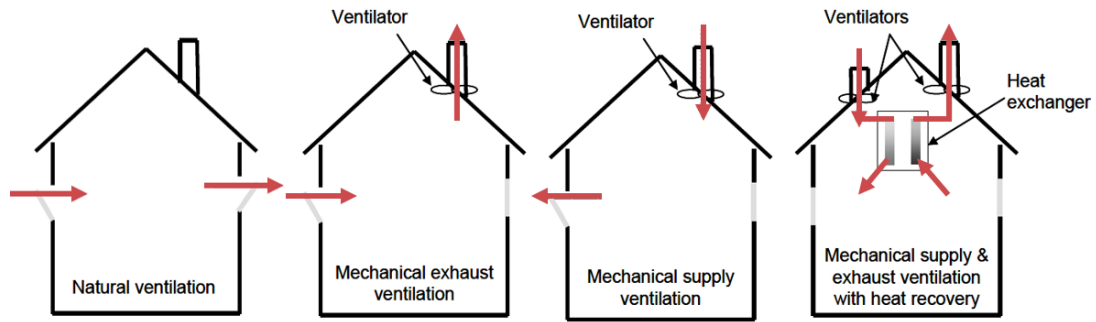 Ventilator
Ventilator
Ventilators
Heat
exchanger
Natural ventilation
Mechanical exhaust
ventilation
Mechanical supply
ventilation
Mechanical supply &
exhaust ventilation
with heat recovery